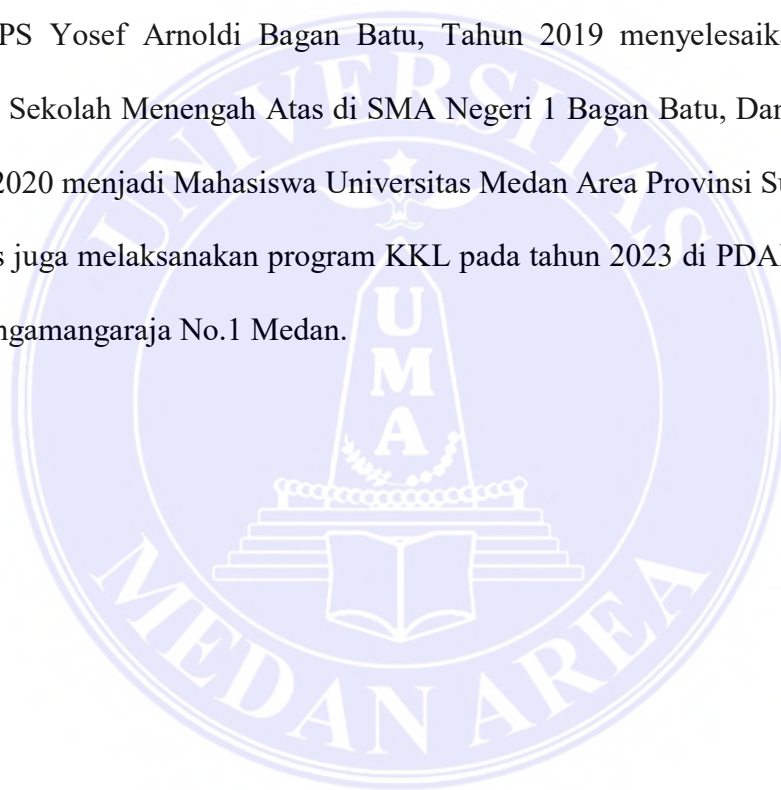 PS Yosef Arnoldi Bagan Batu, Tahun 2019 menyelesaika
Sekolah Menengah Atas di SMA Negeri 1 Bagan Batu, Dan
2020 menjadi Mahasiswa Universitas Medan Area Provinsi Su
s juga melaksanakan program KKL pada tahun 2023 di PDA
ngamangaraja No.1 Medan.
UNIVERSITAS
UMA
MEDAN AREA